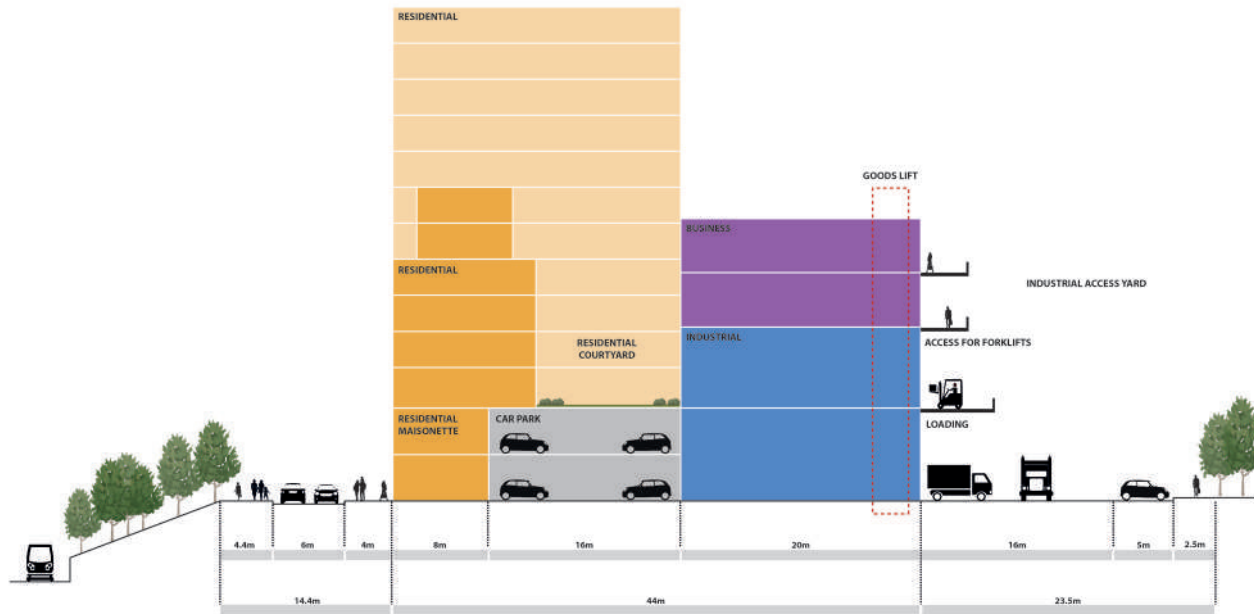 RESIDENTIAL
GOODS LIFT
BUSINESS
RESIDENTIAL
INDUSTRIAL ACCESS YARD
INDUSTRIAL
RESIDENTIAL
COURTYARD
ACCESS FOR FORKLIFTS
RESIDENTIAL
MAISONETTE
CAR PARK
LOADING
4.4m
6m
4m
8m
16m
20m
16m
5m
2.5m
14.4m
44m
23.5m